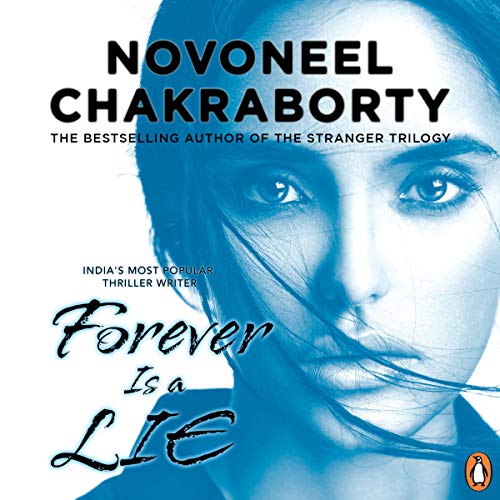 NOVONEEL
CHAKRABORTY
THE BESTSELLING AUTHOR OF THE STRANGER TRILOGY
INDIA'S MOST POPULAR
THRILLER WRITER
Forever
Is a
LIE